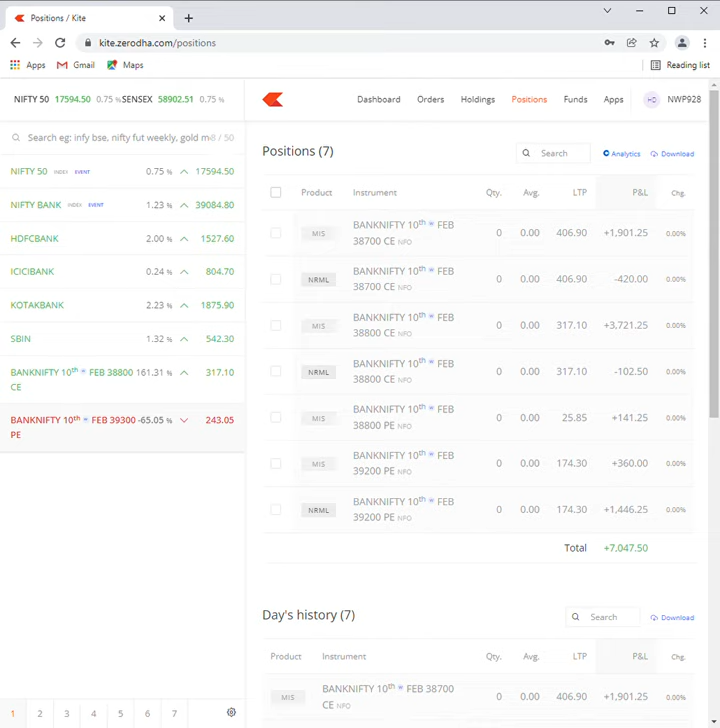 Positions / Kite
kite.zerodha.com/positions
Apps Gmail Maps Reading list
NIFTY 50 17594.50 0.75 % SENSEX 58902.51 0.75 %
Dashboard Orders Holdings Positions Funds Apps HD NWP928
Search eg: infy bse, nifty fut weekly, gold m 8 / 50
NIFTY 50 INDEX EVENT 0.75 % 17594.50
NIFTY BANK INDEX EVENT 1.23 % 39084.80
HDFCBANK 2.00 % 1527.60
ICICIBANK 0.24 % 804.70
KOTAKBANK 2.23 % 1875.90
SBIN 1.32 % 542.30
BANKNIFTY 10th w FEB 38800 161.31 % 317.10
CE
BANKNIFTY 10th w FEB 39300 -65.05 % 243.05
PE
1 2 3 4 5 6 7
Positions (7) Search Analytics Download
Product Instrument Qty. Avg. LTP P&L Chg.
MIS BANKNIFTY 10th w FEB 0 0.00 406.90 +1,901.25 0.00%
38700 CE NFO
NRML BANKNIFTY 10th w FEB 0 0.00 406.90 -420.00 0.00%
38700 CE NFO
MIS BANKNIFTY 10th w FEB 0 0.00 317.10 +3,721.25 0.00%
38800 CE NFO
NRML BANKNIFTY 10th w FEB 0 0.00 317.10 -102.50 0.00%
38800 CE NFO
MIS BANKNIFTY 10th w FEB 0 0.00 25.85 +141.25 0.00%
38800 PE NFO
MIS BANKNIFTY 10th w FEB 0 0.00 174.30 +360.00 0.00%
39200 PE NFO
NRML BANKNIFTY 10th w FEB 0 0.00 174.30 +1,446.25 0.00%
39200 PE NFO
Total +7,047.50
Day's history (7) Search Download
Product Instrument Qty. Avg. LTP P&L Chg.
MIS BANKNIFTY 10th w FEB 38700 0 0.00 406.90 +1,901.25 0.00%
CE NFO